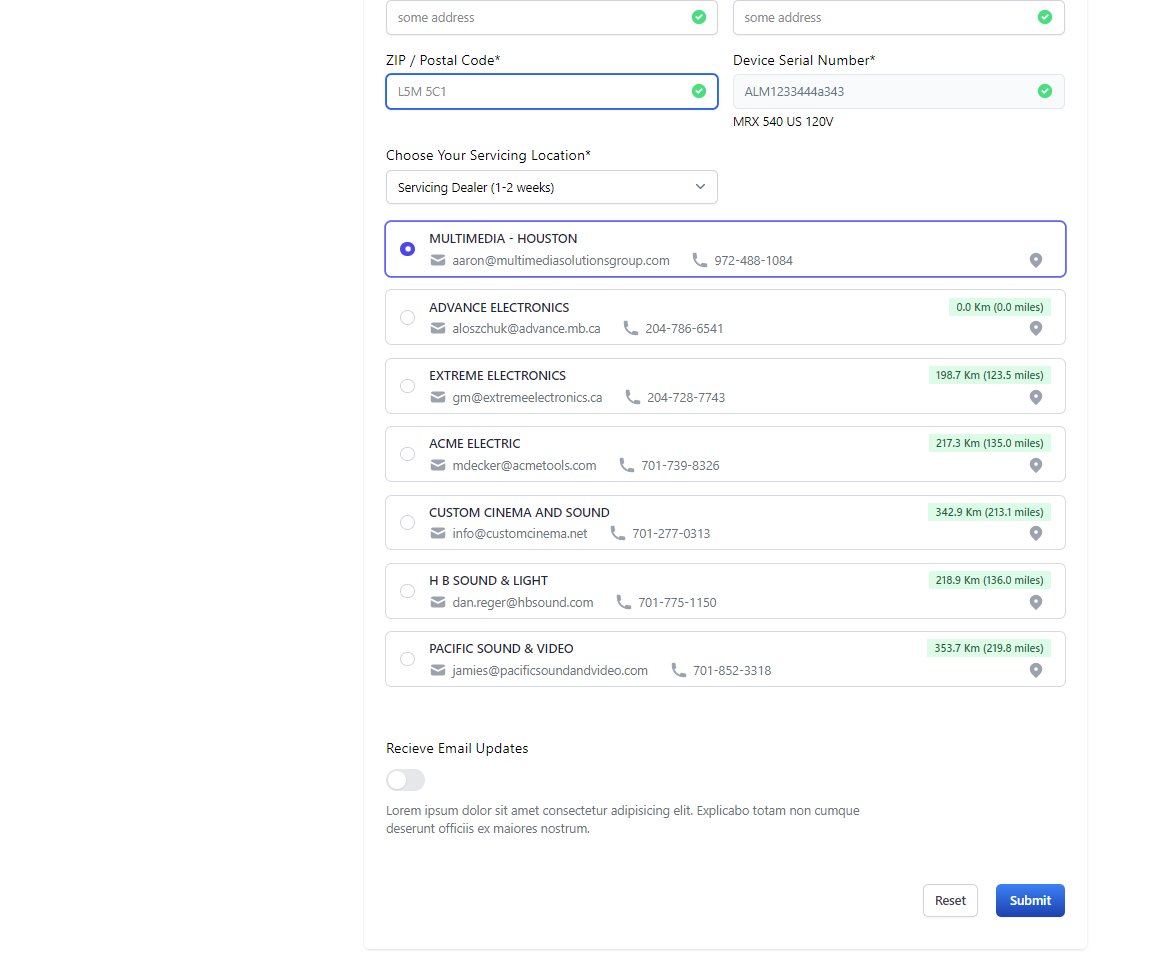 some address
some address
ZIP / Postal Code*
Device Serial Number*
L5M 5C1
ALM1233444a343
MRX 540 US 120V
Choose Your Servicing Location*
Servicing Dealer (1-2 weeks)
MULTIMEDIA - HOUSTON
aaron@multimediasolutionsgroup.com 972-488-1084
ADVANCE ELECTRONICS 0.0 Km (0.0 miles)
aloszchuk@advance.mb.ca 204-786-6541
EXTREME ELECTRONICS 198.7 Km (123.5 miles)
gm@extremeelectronics.ca 204-728-7743
ACME ELECTRIC 217.3 Km (135.0 miles)
mdecker@acmetools.com 701-739-8326
CUSTOM CINEMA AND SOUND 342.9 Km (213.1 miles)
info@customcinema.net 701-277-0313
H B SOUND & LIGHT 218.9 Km (136.0 miles)
dan.reger@hbsound.com 701-775-1150
PACIFIC SOUND & VIDEO 353.7 Km (219.8 miles)
jamies@pacificsoundandvideo.com 701-852-3318
Recieve Email Updates
Lorem ipsum dolor sit amet consectetur adipisicing elit. Explicabo totam non cumque
deserunt officiis ex maiores nostrum.
Reset
Submit